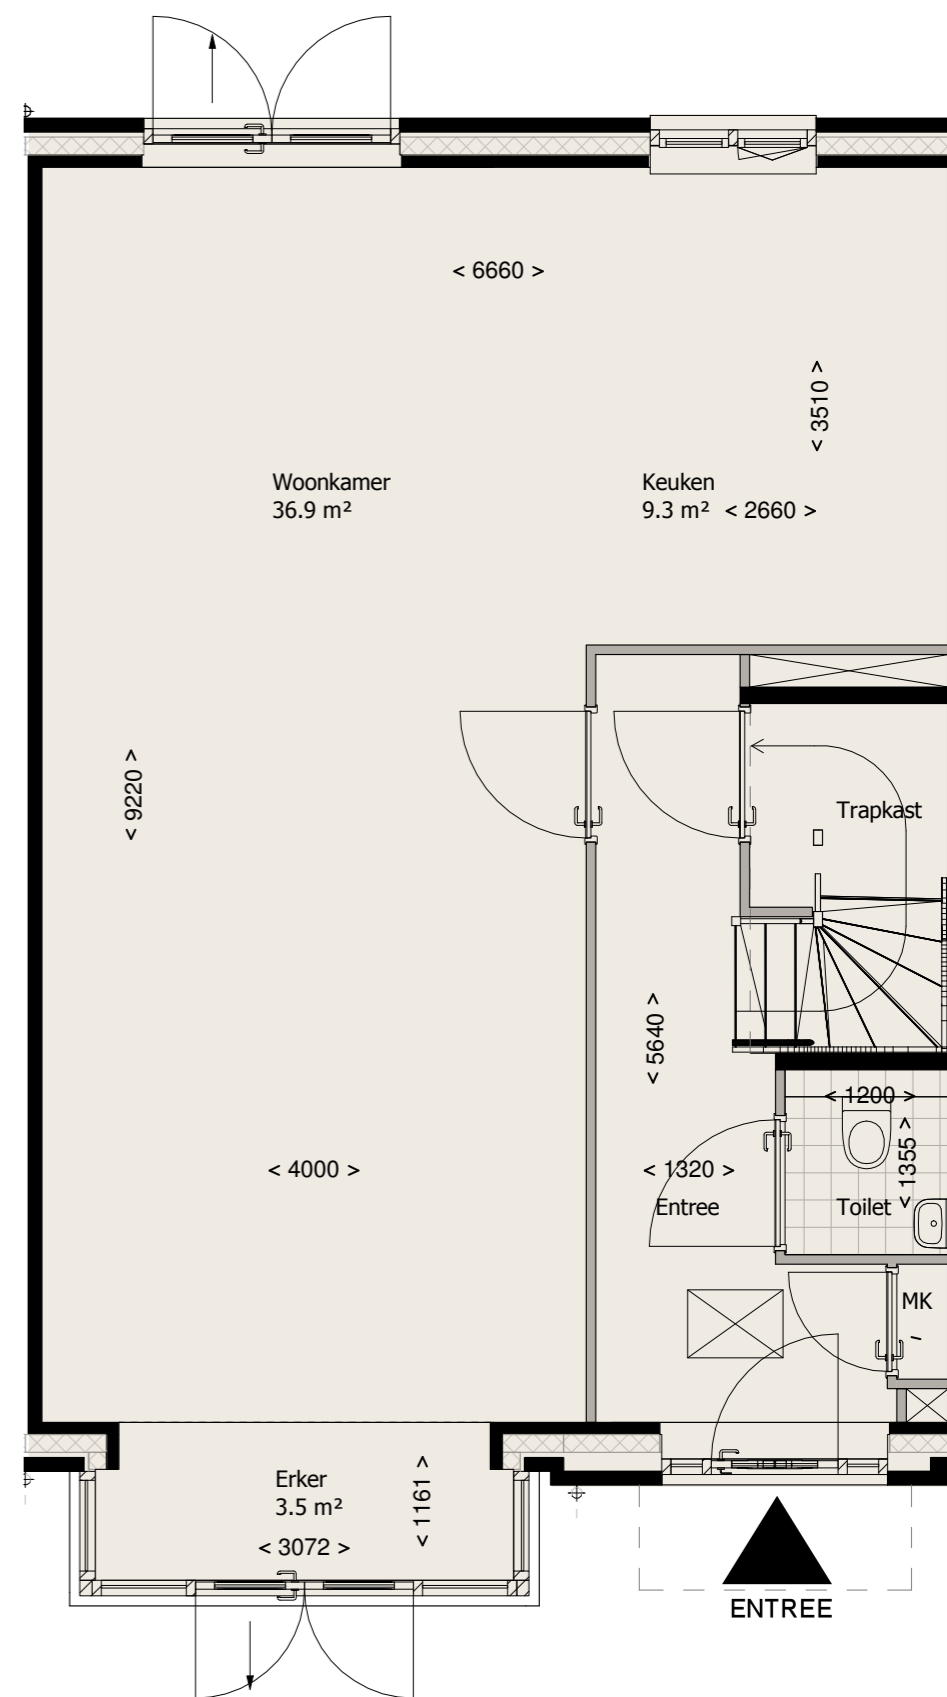 < 6660 >
< 3510 >
Woonkamer
36.9 m²
Keuken
9.3 m² < 2660 >
< 9220 >
Trapkast
< 5640 >
< 1200 >
< 1355 >
< 4000 >
< 1320 >
Entree
Toilet
MK
Erker
3.5 m²
< 1161 >
< 3072 >
ENTREE